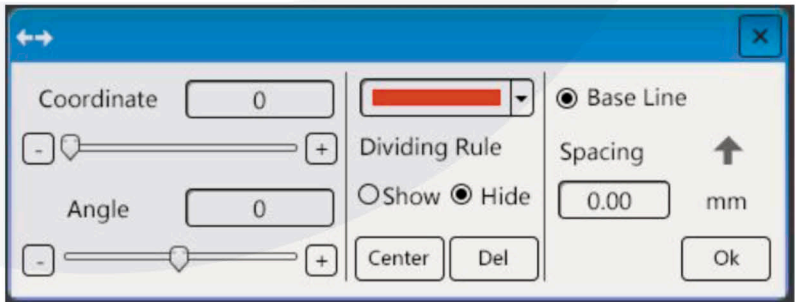 Coordinate 0
- +
Angle 0
- +
Dividing Rule
Show Hide
Center Del
Base Line
Spacing
0.00 mm
Ok